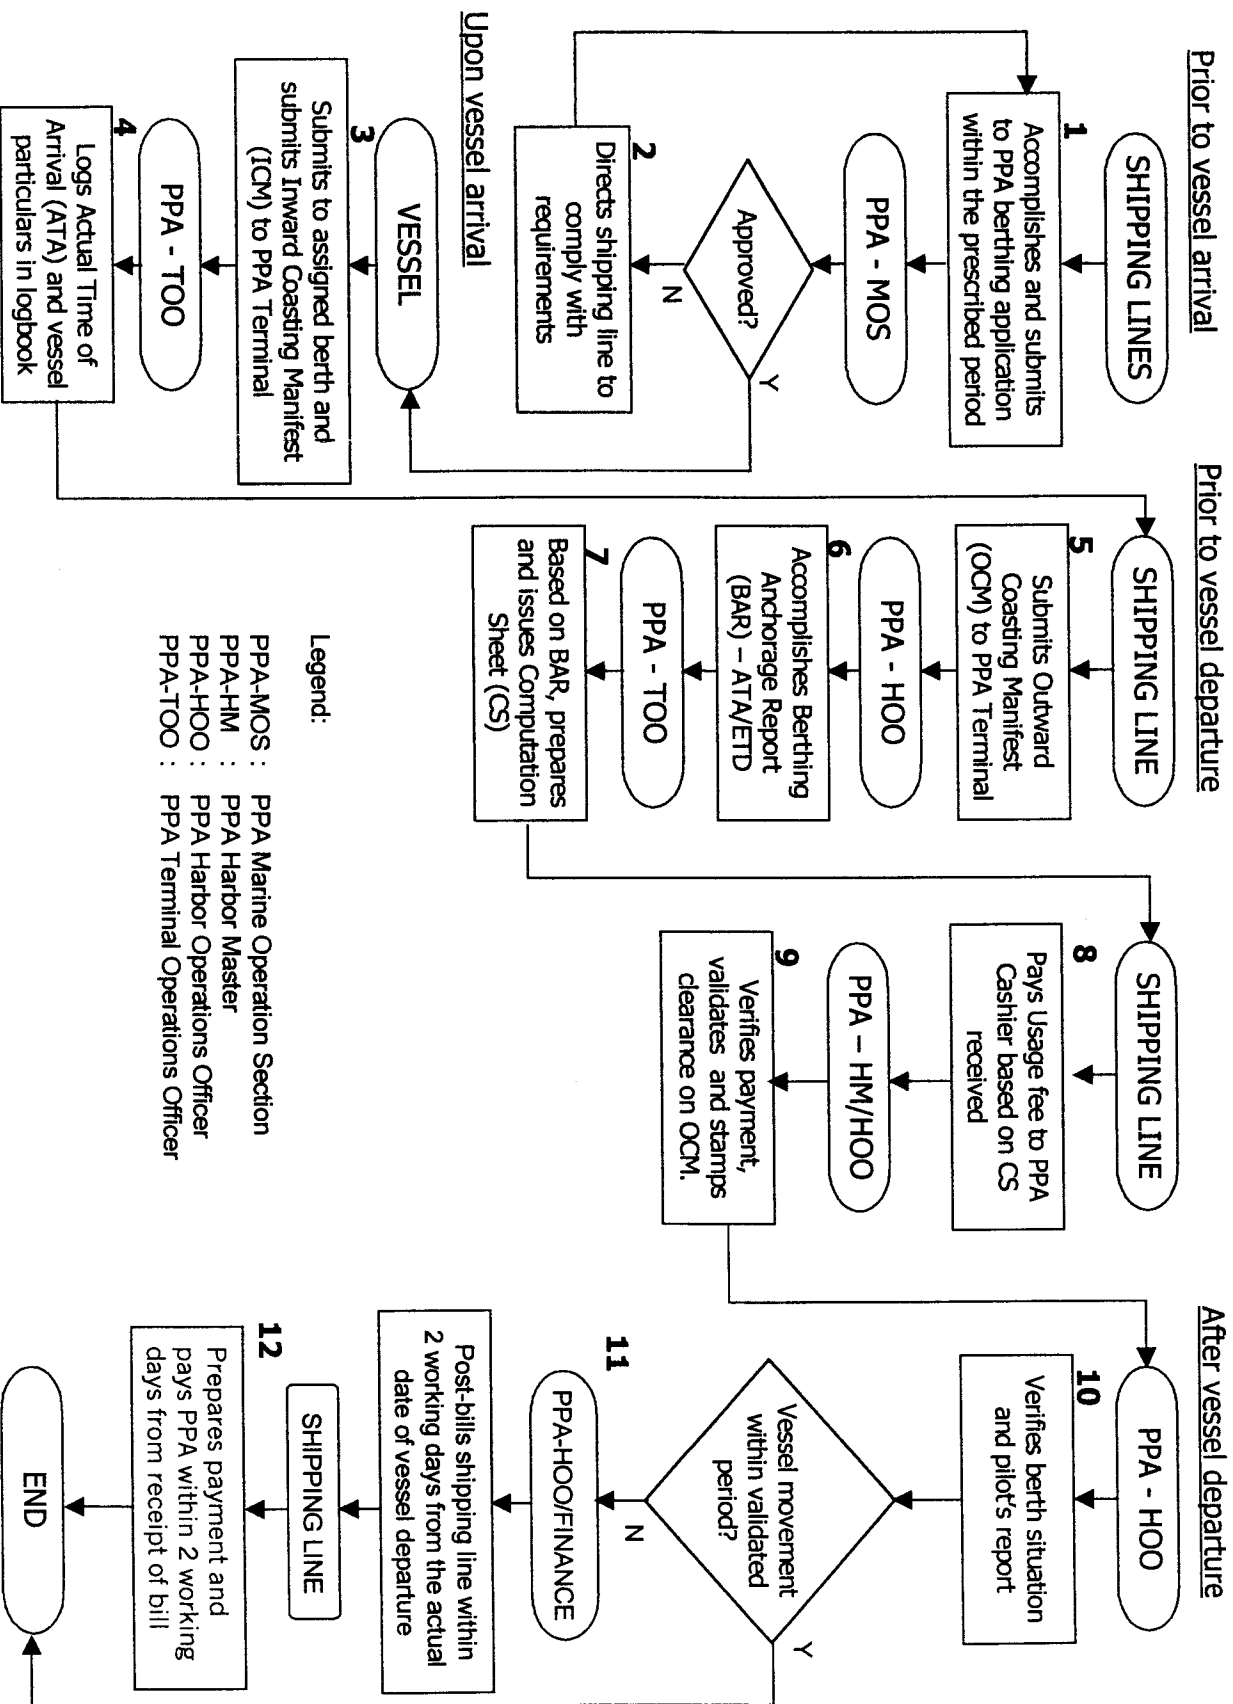 Prior to vessel arrival
SHIPPING LINES
1
Accomplishes and submits
to PPA berthing application
within the prescribed period
PPA - MOS
Approved?
Y
N
2
Directs shipping line to
comply with
requirements
Upon vessel arrival
VESSEL
3
Submits to assigned berth and
submits Inward Coasting Manifest
(ICM) to PPA Terminal
PPA - TOO
4
Logs Actual Time of
Arrival (ATA) and vessel
particulars in logbook
Prior to vessel departure
SHIPPING LINE
5
Submits Outward
Coasting Manifest
(OCM) to PPA Terminal
PPA - HOO
6
Accomplishes Berthing
Anchorage Report
(BAR) – ATA/ETD
PPA - TOO
7
Based on BAR, prepares
and issues Computation
Sheet (CS)
SHIPPING LINE
8
Pays Usage fee to PPA
Cashier based on CS
received
PPA – HM/HOO
9
Verifies payment,
validates and stamps
clearance on OCM.
After vessel departure
PPA - HOO
10
Verifies berth situation
and pilot's report
Vessel movement
within validated
period?
Y
N
11
PPA-HOO/FINANCE
Post-bills shipping line within
2 working days from the actual
date of vessel departure
SHIPPING LINE
12
Prepares payment and
pays PPA within 2 working
days from receipt of bill
END
Legend:
PPA-MOS : PPA Marine Operation Section
PPA-HM : PPA Harbor Master
PPA-HOO : PPA Harbor Operations Officer
PPA-TOO : PPA Terminal Operations Officer